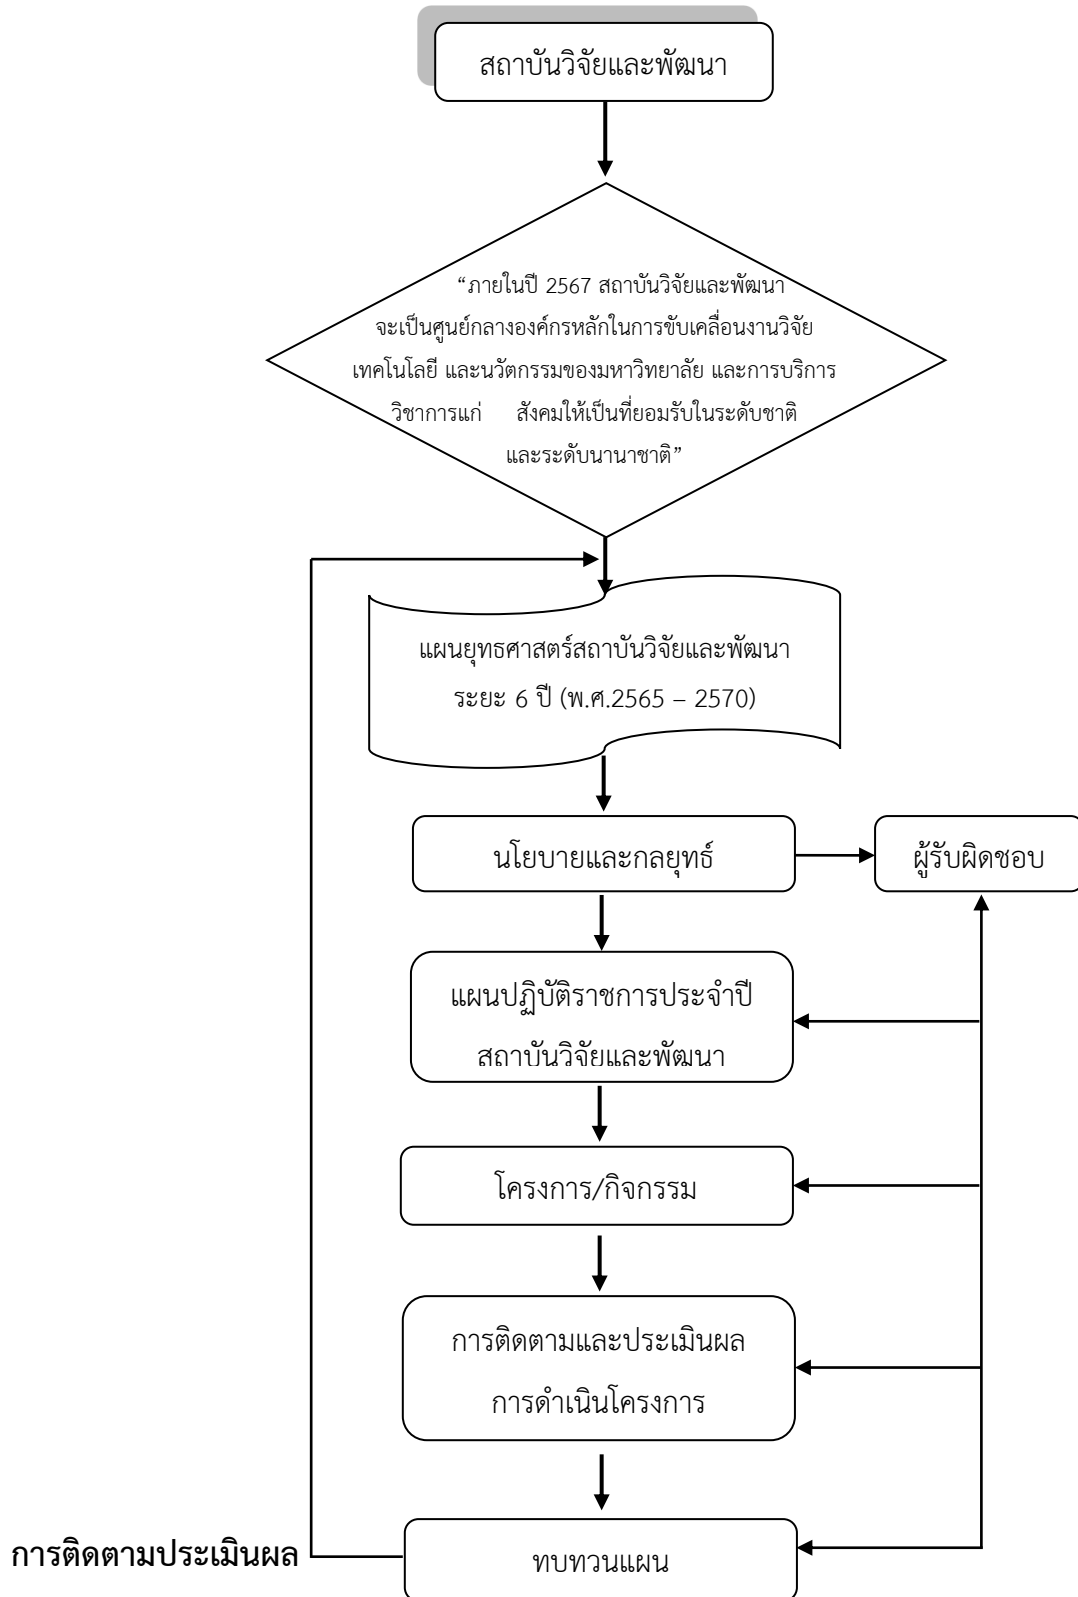 สถาบันวิจัยและพัฒนา
“ภายในปี 2567 สถาบันวิจัยและพัฒนา
จะเป็นศูนย์กลางองค์กรหลักในการขับเคลื่อนงานวิจัย
เทคโนโลยี และนวัตกรรมของมหาวิทยาลัย และการบริการ
วิชาการแก่ สังคมให้เป็นที่ยอมรับในระดับชาติ
และระดับนานาชาติ”
แผนยุทธศาสตร์สถาบันวิจัยและพัฒนา
ระยะ 6 ปี (พ.ศ.2565 – 2570)
นโยบายและกลยุทธ์
ผู้รับผิดชอบ
แผนปฏิบัติราชการประจำปี
สถาบันวิจัยและพัฒนา
โครงการ/กิจกรรม
การติดตามและประเมินผล
การดำเนินโครงการ
การติดตามประเมินผล
ทบทวนแผน